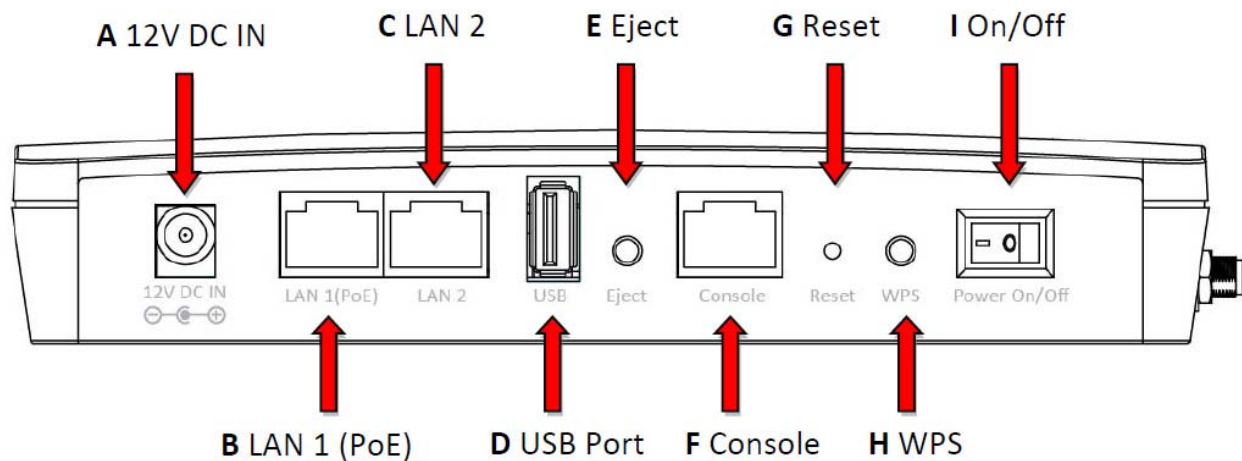 A 12V DC IN
C LAN 2
E Eject
G Reset
I On/Off
12V DC IN
LAN 1(PoE)
LAN 2
USB
Eject
Console
Reset
WPS
Power On/Off
B LAN 1 (PoE)
D USB Port
F Console
H WPS